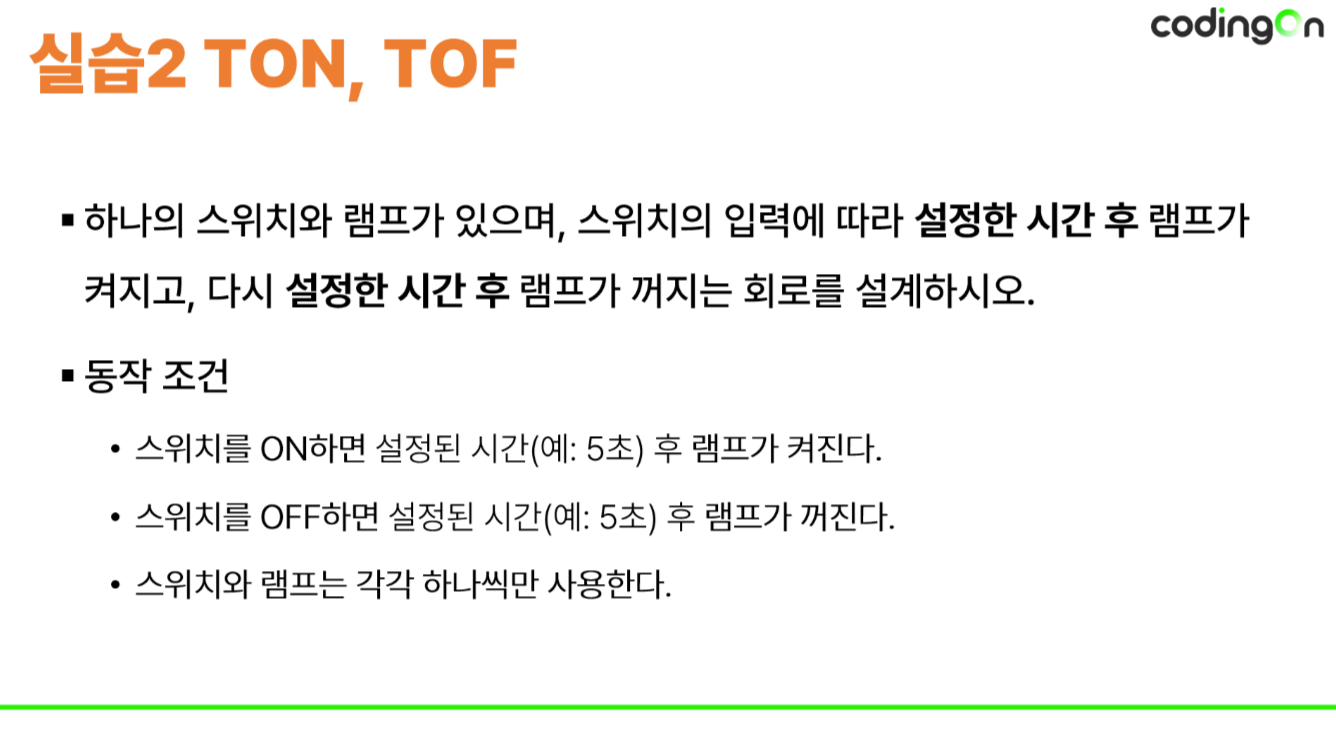 codingOn
실습2 TON, TOF
▪ 하나의 스위치와 램프가 있으며, 스위치의 입력에 따라 설정한 시간 후 램프가
켜지고, 다시 설정한 시간 후 램프가 꺼지는 회로를 설계하시오.
▪ 동작 조건
• 스위치를 ON하면 설정된 시간(예: 5초) 후 램프가 켜진다.
• 스위치를 OFF하면 설정된 시간(예: 5초) 후 램프가 꺼진다.
• 스위치와 램프는 각각 하나씩만 사용한다.